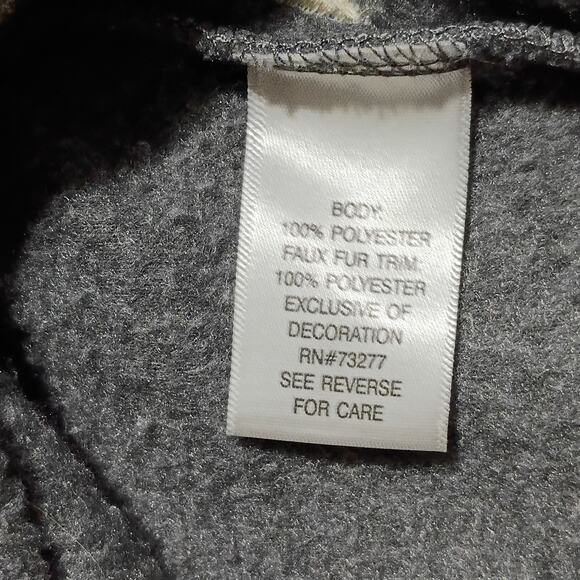 BODY:
100% POLYESTER
FAUX FUR TRIM:
100% POLYESTER
EXCLUSIVE OF
DECORATION
RN#73277
SEE REVERSE
FOR CARE